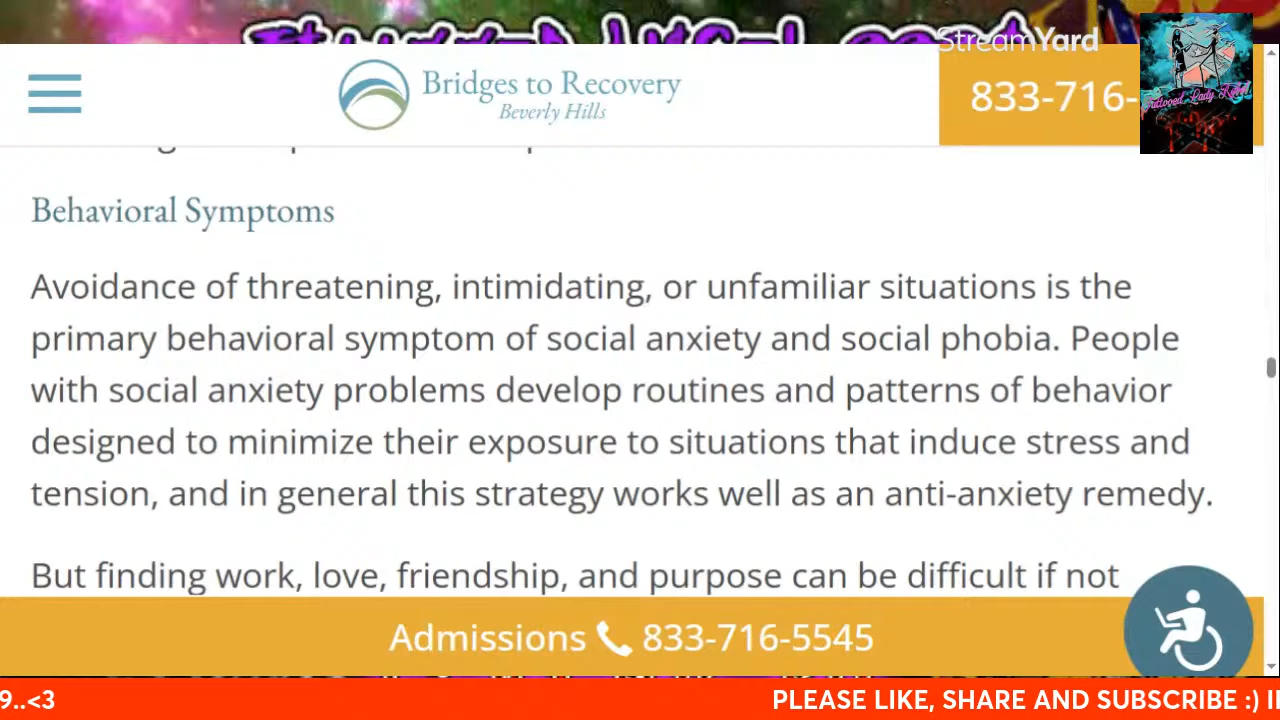 StreamYard
Bridges to Recovery
Beverly Hills
833-716-
Tattooed Lady Rebel
Behavioral Symptoms
Avoidance of threatening, intimidating, or unfamiliar situations is the
primary behavioral symptom of social anxiety and social phobia. People
with social anxiety problems develop routines and patterns of behavior
designed to minimize their exposure to situations that induce stress and
tension, and in general this strategy works well as an anti-anxiety remedy.
But finding work, love, friendship, and purpose can be difficult if not
Admissions 833-716-5545
9..<3
PLEASE LIKE, SHARE AND SUBSCRIBE :)